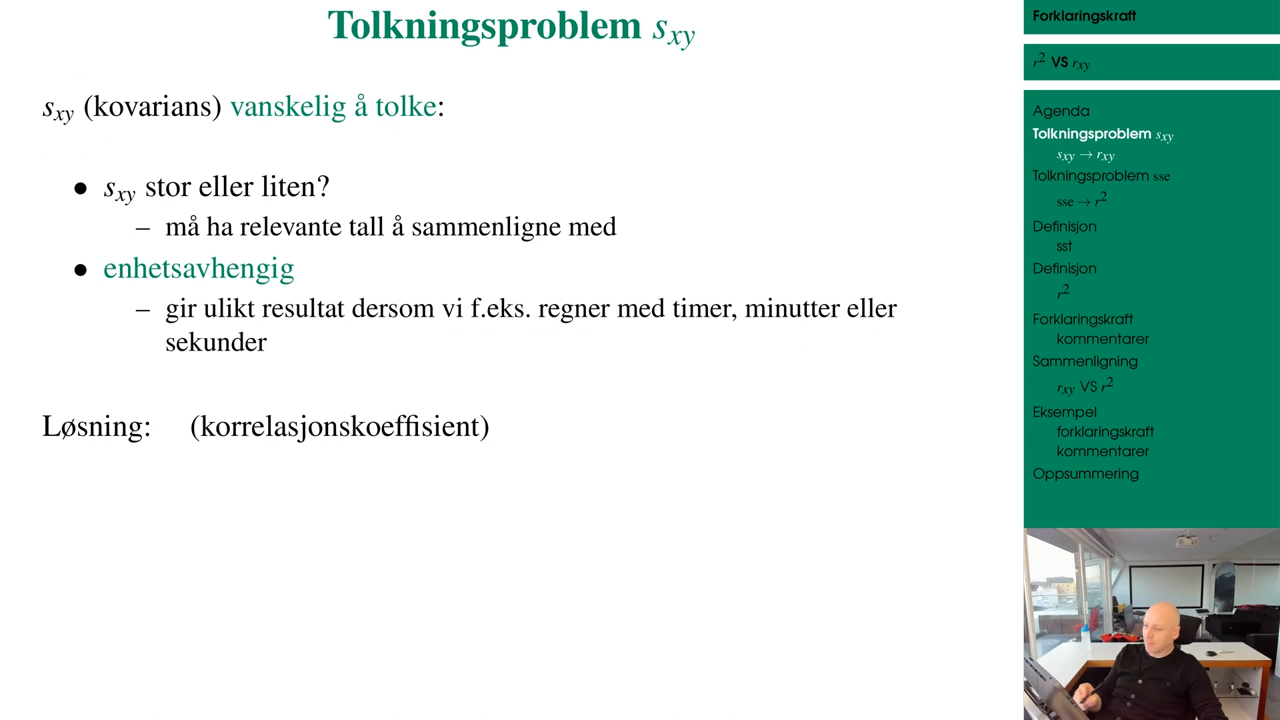 Tolkningsproblem sxy
sxy (kovarians) vanskelig å tolke:
• sxy stor eller liten?
– må ha relevante tall å sammenligne med
• enhetsavhengig
– gir ulikt resultat dersom vi f.eks. regner med timer, minutter eller
sekunder
Løsning: (korrelasjonskoeffisient)
Forklaringskraft
r² VS rxy
Agenda
Tolkningsproblem sxy
sxy → rxy
Tolkningsproblem sse
sse → r²
Definisjon
sst
Definisjon
r²
Forklaringskraft
kommentarer
Sammenligning
rxy VS r²
Eksempel
forklaringskraft
kommentarer
Oppsummering